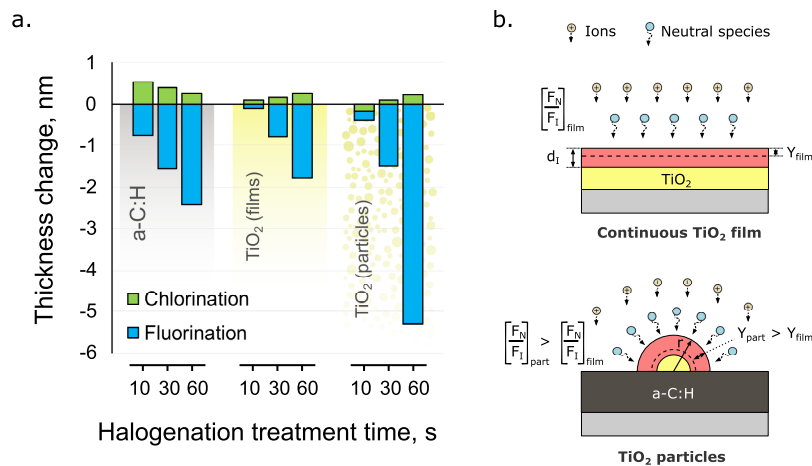 a.
Thickness change, nm
1
0
-1
-2
-3
-4
-5
-6
a-C:H
TiO2 (films)
TiO2 (particles)
Chlorination
Fluorination
10 30 60 10 30 60 10 30 60
Halogenation treatment time, s
b.
Ions Neutral species
[FN/FI]film
dI
Yfilm
TiO2
Continuous TiO2 film
[FN/FI]part > [FN/FI]film
r
Ypart > Yfilm
a-C:H
TiO2 particles